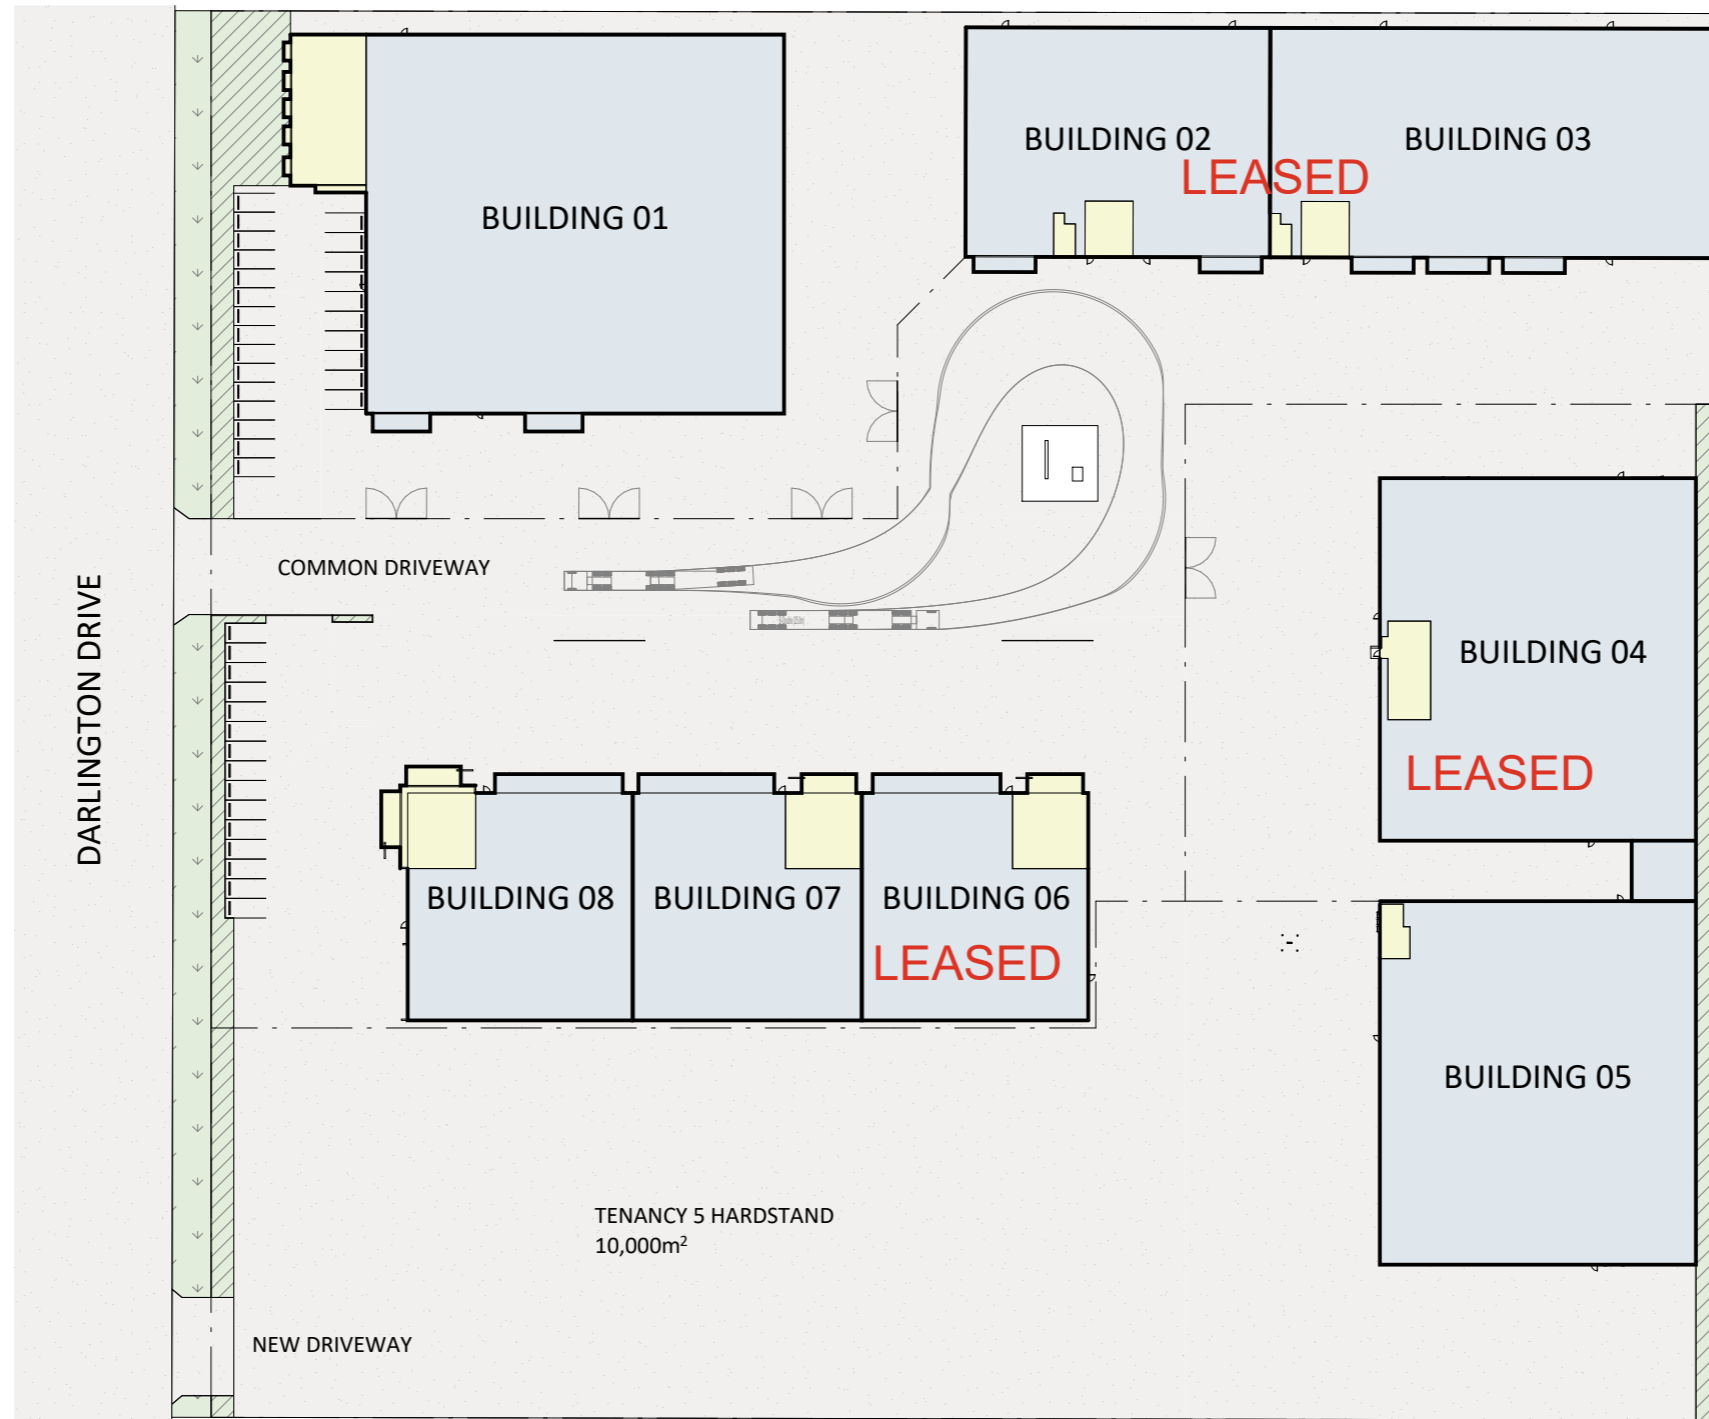 BUILDING 01
BUILDING 02
BUILDING 03
LEASED
COMMON DRIVEWAY
DARLINGTON DRIVE
BUILDING 04
LEASED
BUILDING 08
BUILDING 07
BUILDING 06
LEASED
BUILDING 05
TENANCY 5 HARDSTAND
10,000m²
NEW DRIVEWAY